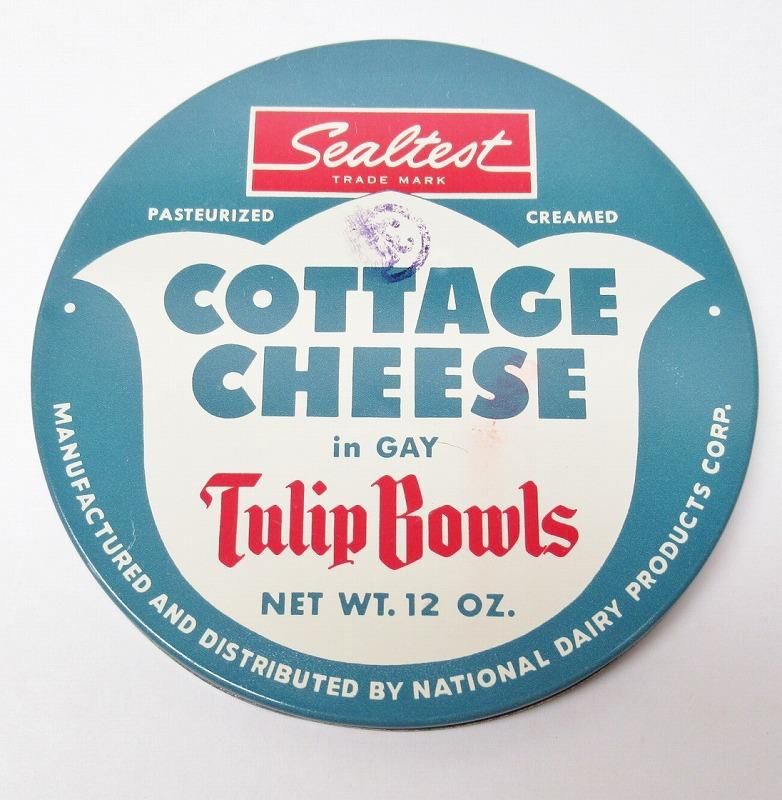 Sealtest
TRADE MARK
PASTEURIZED CREAMED
COTTAGE
CHEESE
in GAY
Tulip Bowls
NET WT. 12 OZ.
MANUFACTURED AND DISTRIBUTED BY NATIONAL DAIRY PRODUCTS CORP.